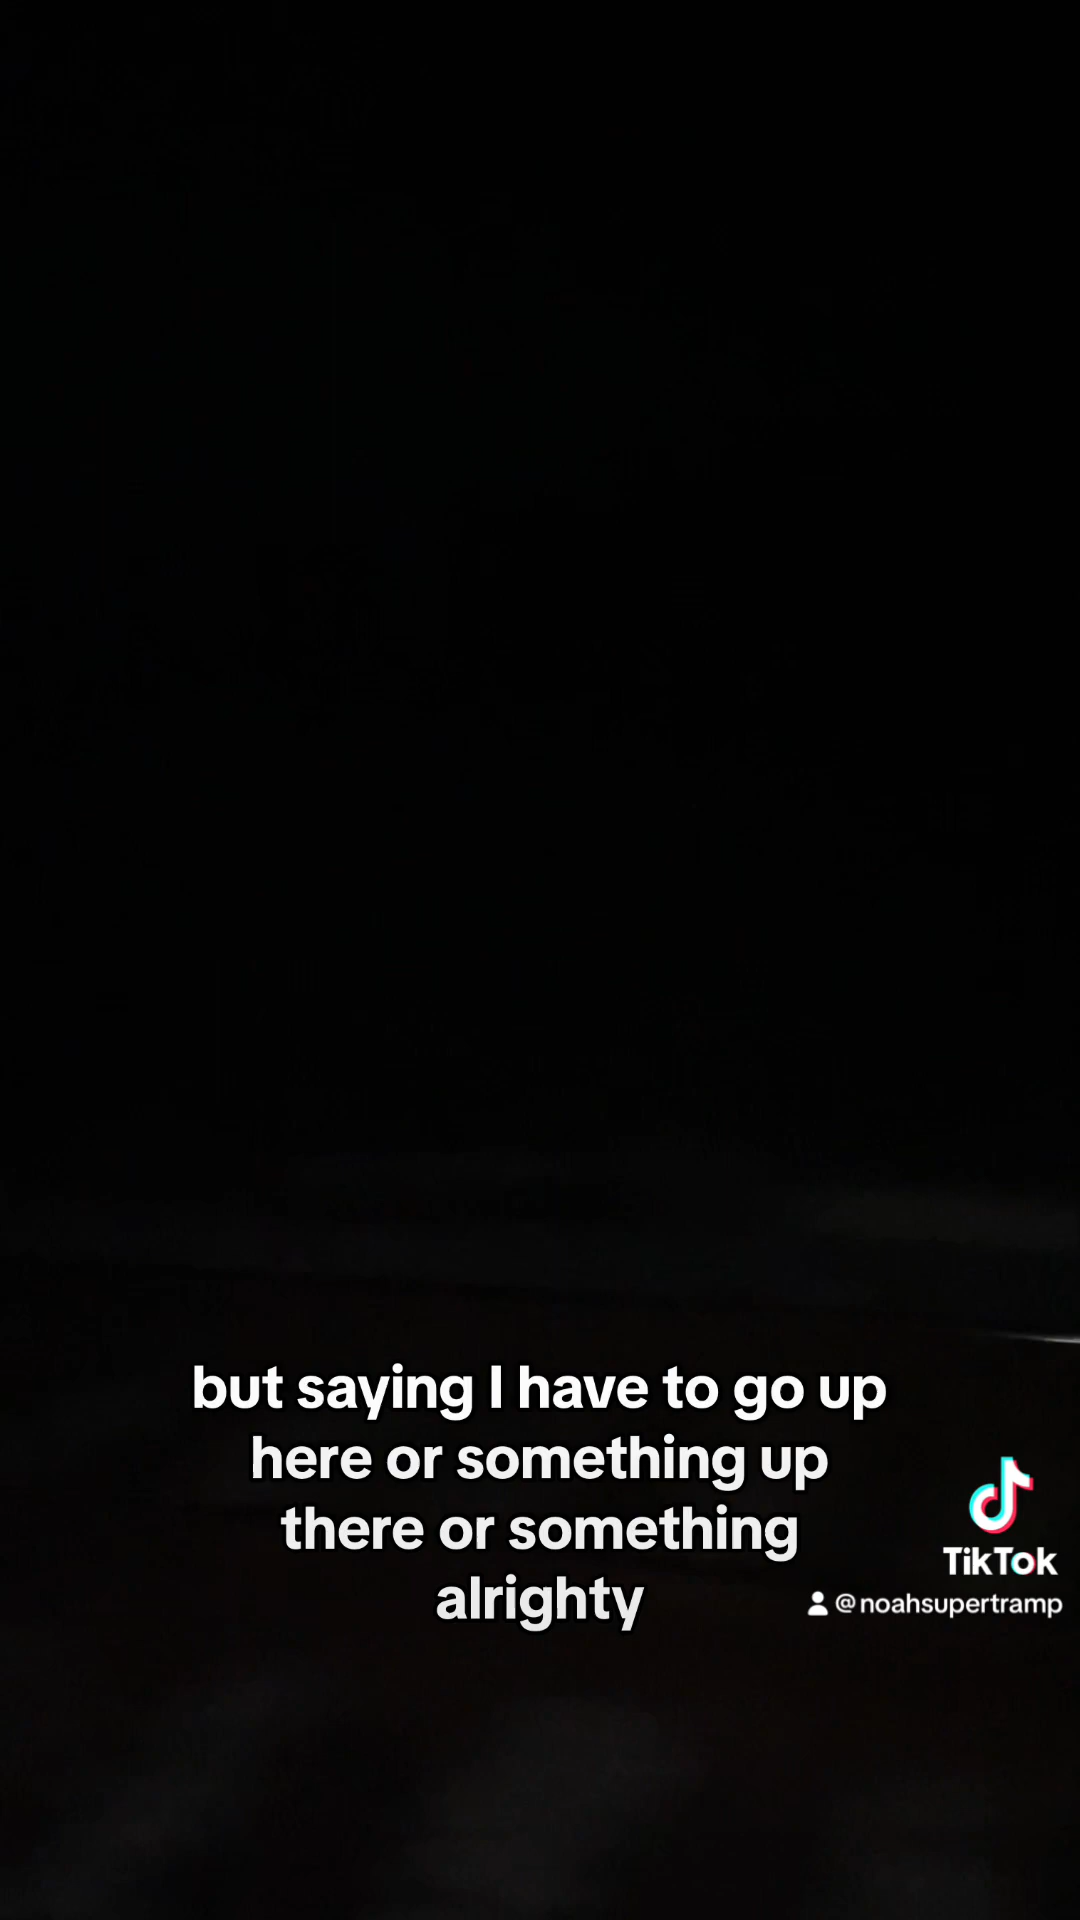 but saying I have to go up
here or something up
there or something
alrighty
TikTok
@noahsupertramp